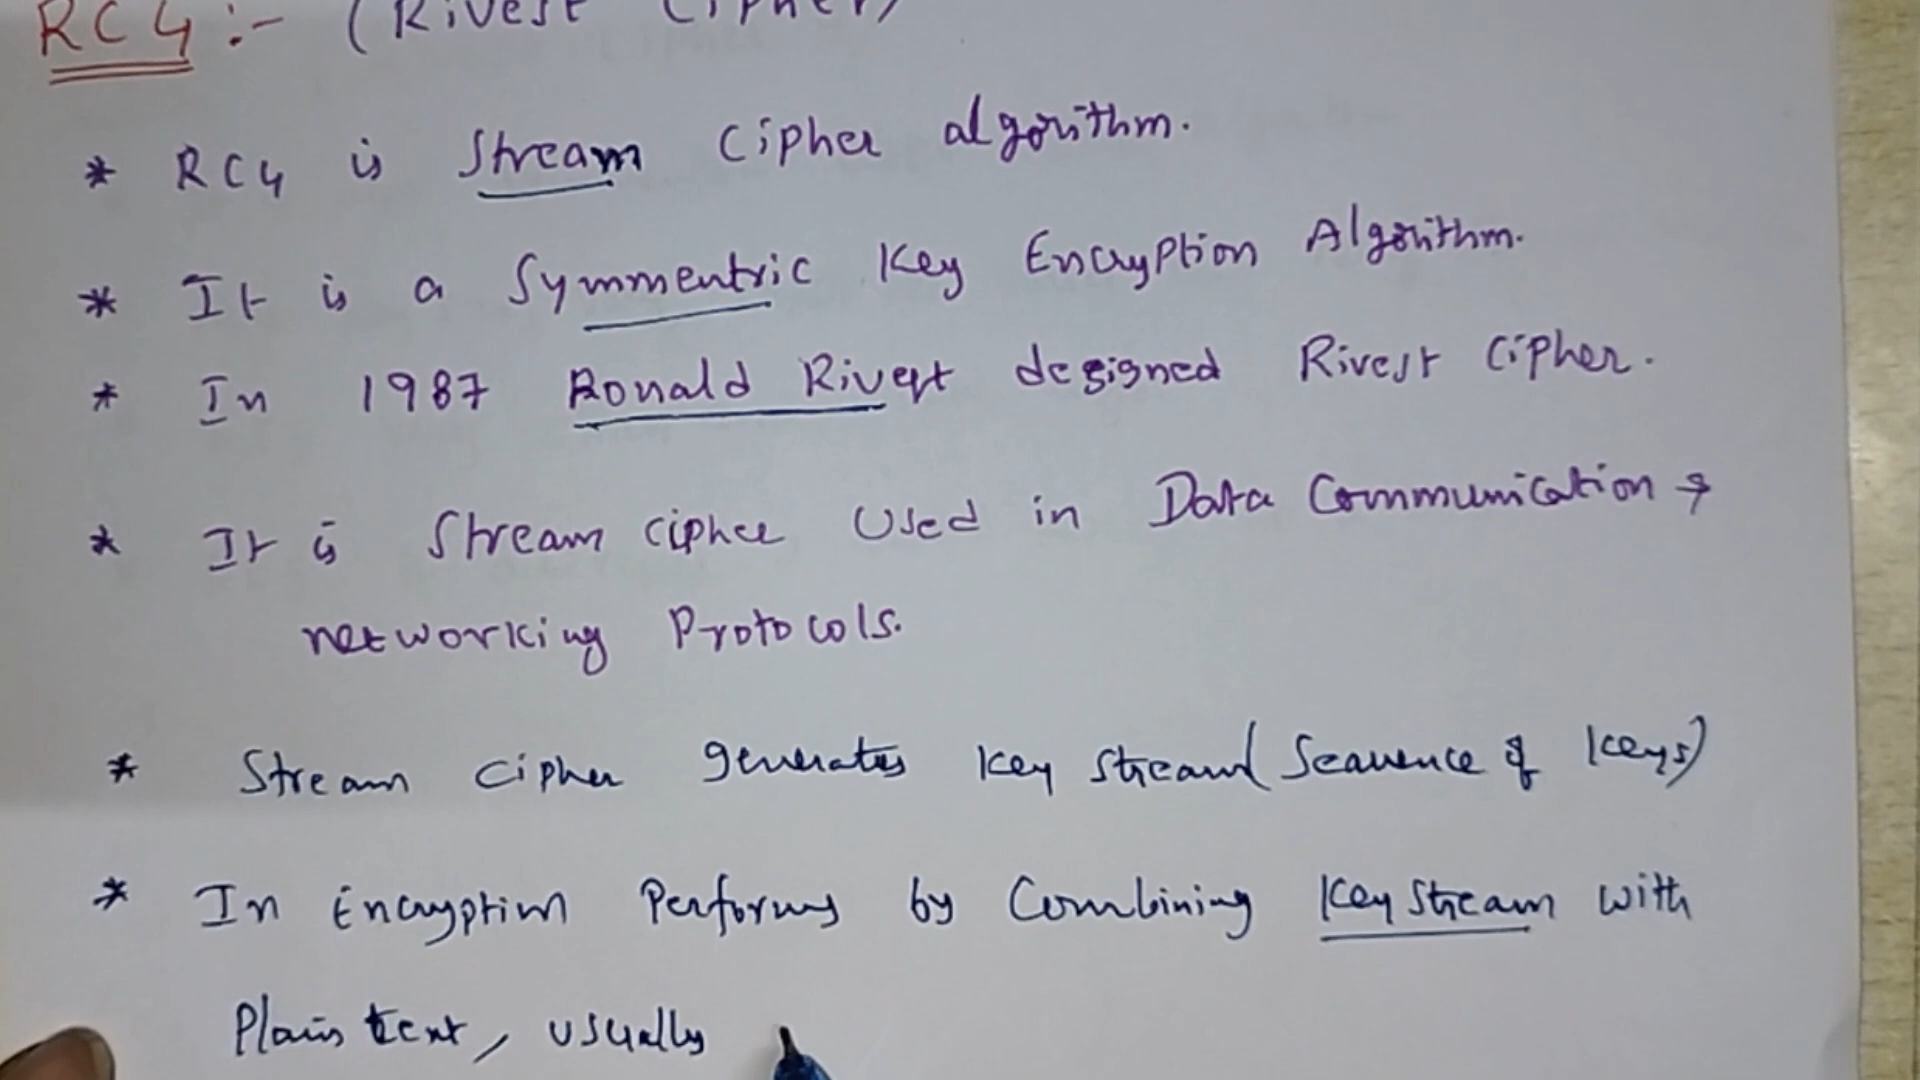 RC4 :- (Rivest Cipher)
* RC4 is Stream Cipher algorithm.
* It is a Symmentric Key Encryption Algorithm.
* In 1987 Ronald Rivest designed Rivest Cipher.
* It is Stream cipher Used in Data Communication &
networking Protocols.
* Stream cipher generates key stream (Seauence of keys)
* In Encryption Performs by Combining Key stream with
Plain text, usually